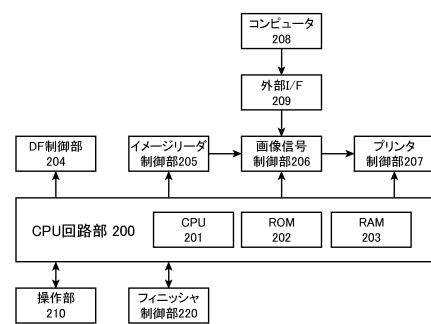 コンピュータ
208
外部I/F
209
DF制御部
204
イメージリーダ
制御部205
画像信号
制御部206
プリンタ
制御部207
CPU回路部 200
CPU
201
ROM
202
RAM
203
操作部
210
フィニッシャ
制御部220